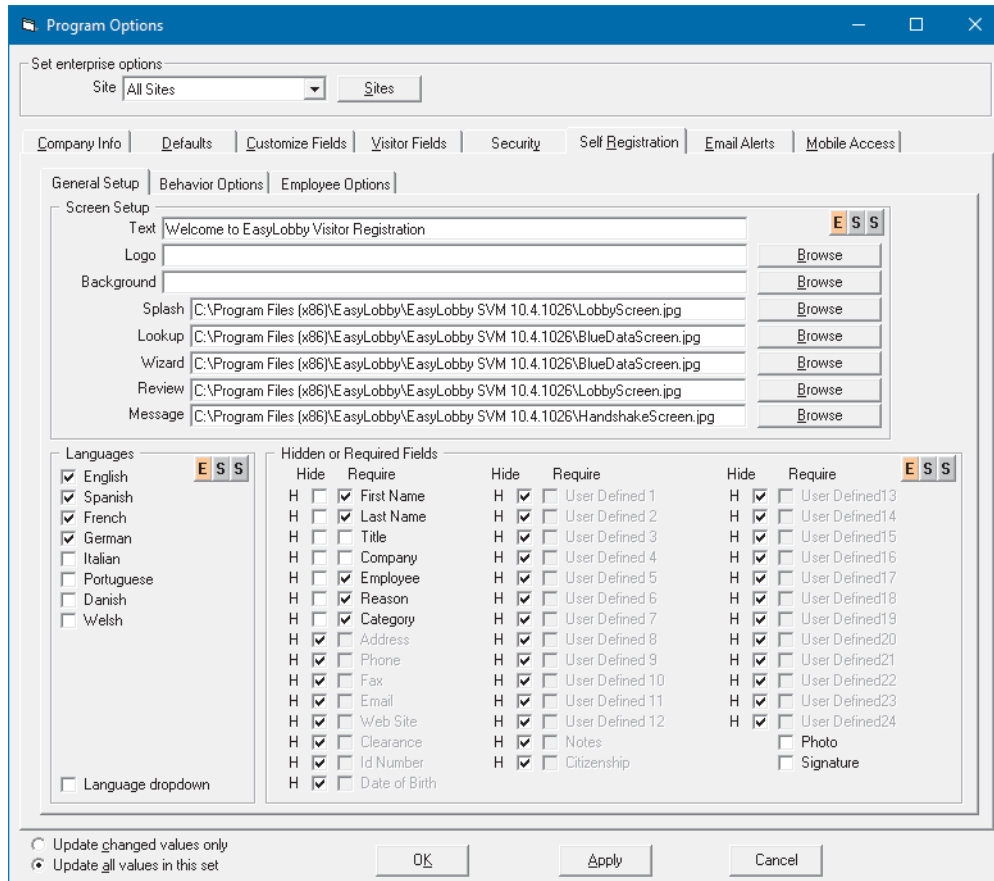 Program Options
Set enterprise options
Site All Sites Sites
Company Info Defaults Customize Fields Visitor Fields Security Self Registration Email Alerts Mobile Access
General Setup Behavior Options Employee Options
Screen Setup
E S S
Text Welcome to EasyLobby Visitor Registration
Logo Browse
Background Browse
Splash C:\Program Files (x86)\EasyLobby\EasyLobby SVM 10.4.1026\LobbyScreen.jpg Browse
Lookup C:\Program Files (x86)\EasyLobby\EasyLobby SVM 10.4.1026\BlueDataScreen.jpg Browse
Wizard C:\Program Files (x86)\EasyLobby\EasyLobby SVM 10.4.1026\BlueDataScreen.jpg Browse
Review C:\Program Files (x86)\EasyLobby\EasyLobby SVM 10.4.1026\LobbyScreen.jpg Browse
Message C:\Program Files (x86)\EasyLobby\EasyLobby SVM 10.4.1026\HandshakeScreen.jpg Browse
Languages
E S S
English
Spanish
French
German
Italian
Portuguese
Danish
Welsh
Language dropdown
Hidden or Required Fields
E S S
Hide Require Hide Require Hide Require
H First Name H User Defined 1 H User Defined13
H Last Name H User Defined 2 H User Defined14
H Title H User Defined 3 H User Defined15
H Company H User Defined 4 H User Defined16
H Employee H User Defined 5 H User Defined17
H Reason H User Defined 6 H User Defined18
H Category H User Defined 7 H User Defined19
H Address H User Defined 8 H User Defined20
H Phone H User Defined 9 H User Defined21
H Fax H User Defined 10 H User Defined22
H Email H User Defined 11 H User Defined23
H Web Site H User Defined 12 H User Defined24
H Clearance H Notes Photo
H Id Number H Citizenship Signature
H Date of Birth
Update changed values only
Update all values in this set
OK Apply Cancel